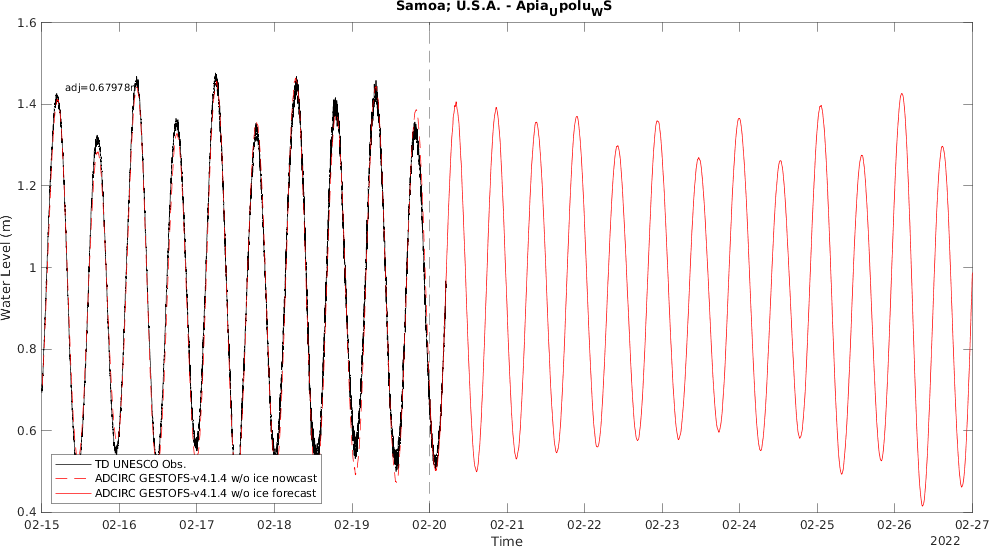 Samoa; U.S.A. - ApiaUpoluWS
1.6
1.4
1.2
1
0.8
0.6
0.4
Water Level (m)
adj=0.67978m
TD UNESCO Obs.
ADCIRC GESTOFS-v4.1.4 w/o ice nowcast
ADCIRC GESTOFS-v4.1.4 w/o ice forecast
02-15 02-16 02-17 02-18 02-19 02-20 02-21 02-22 02-23 02-24 02-25 02-26 02-27
Time
2022